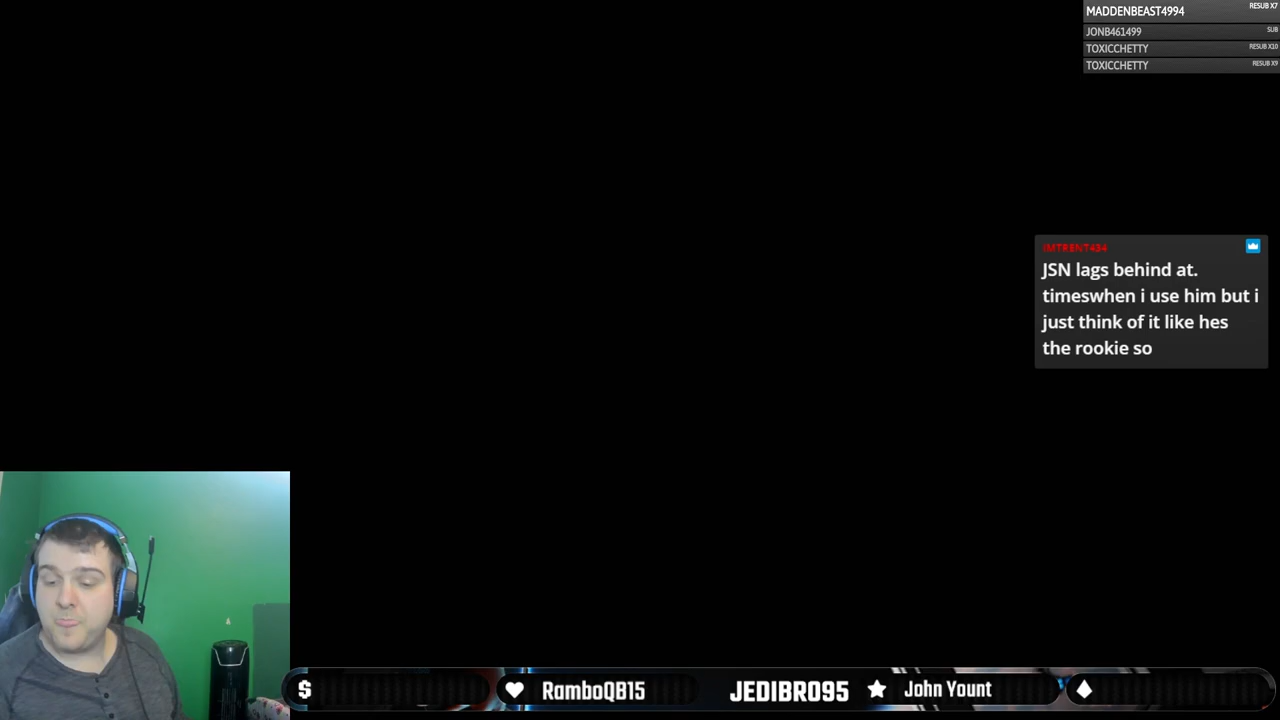 MADDENBEAST4994 RESUB X7
JONB461499 SUB
TOXICCHETTY RESUB X10
TOXICCHETTY RESUB X9
IMTRENT434
JSN lags behind at.
timeswhen i use him but i
just think of it like hes
the rookie so
$ RamboQB15 JEDIBRO95 John Yount